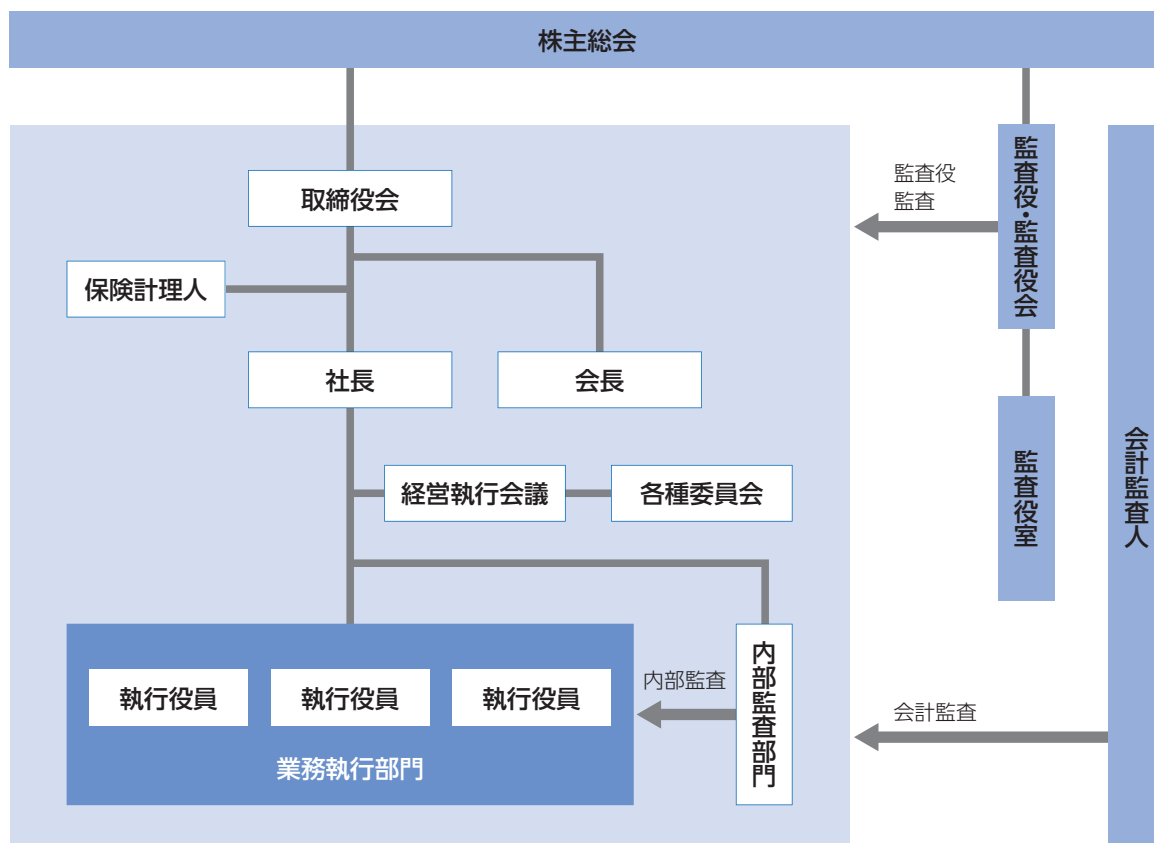 株主総会
取締役会
保険計理人
社長
会長
経営執行会議
各種委員会
執行役員
執行役員
執行役員
業務執行部門
内部監査
内部監査部門
監査役
監査
監査役・監査役会
監査役室
会計監査
会計監査人